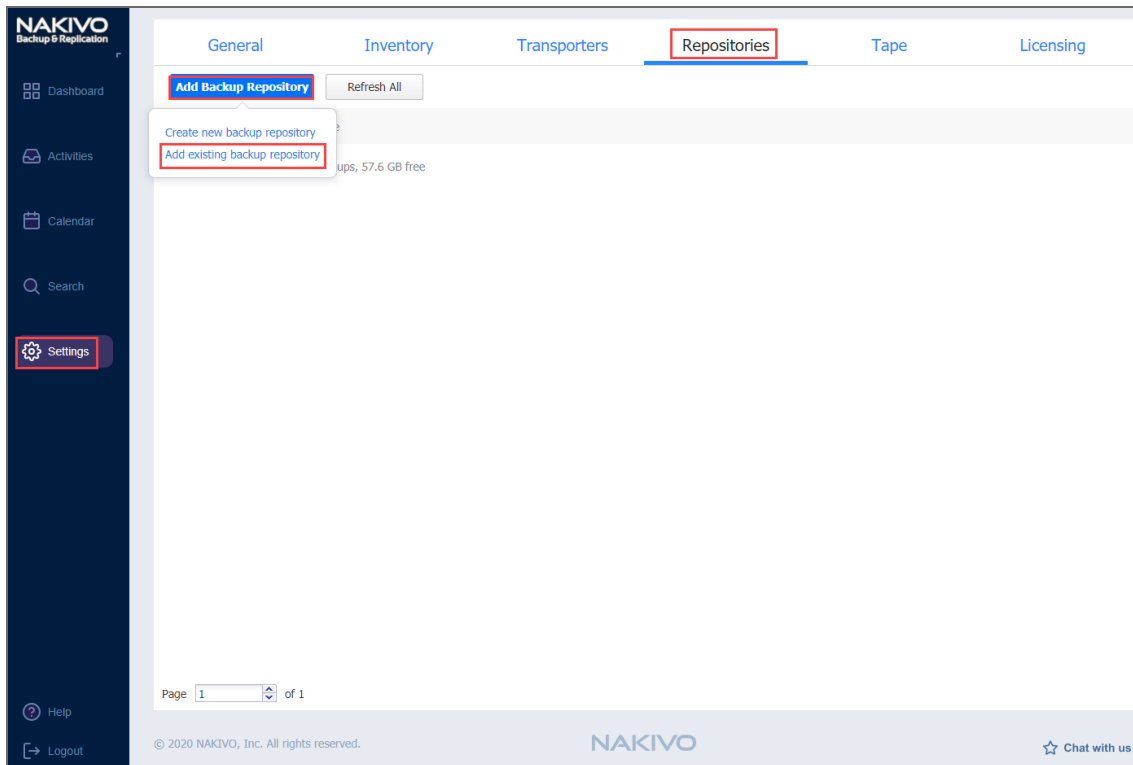 NAKIVO
Backup & Replication
General Inventory Transporters Repositories Tape Licensing
Add Backup Repository Refresh All
Dashboard
Create new backup repository
Add existing backup repository
Activities
ups, 57.6 GB free
Calendar
Search
Settings
Page 1 of 1
Help
© 2020 NAKIVO, Inc. All rights reserved. NAKIVO Chat with us
Logout